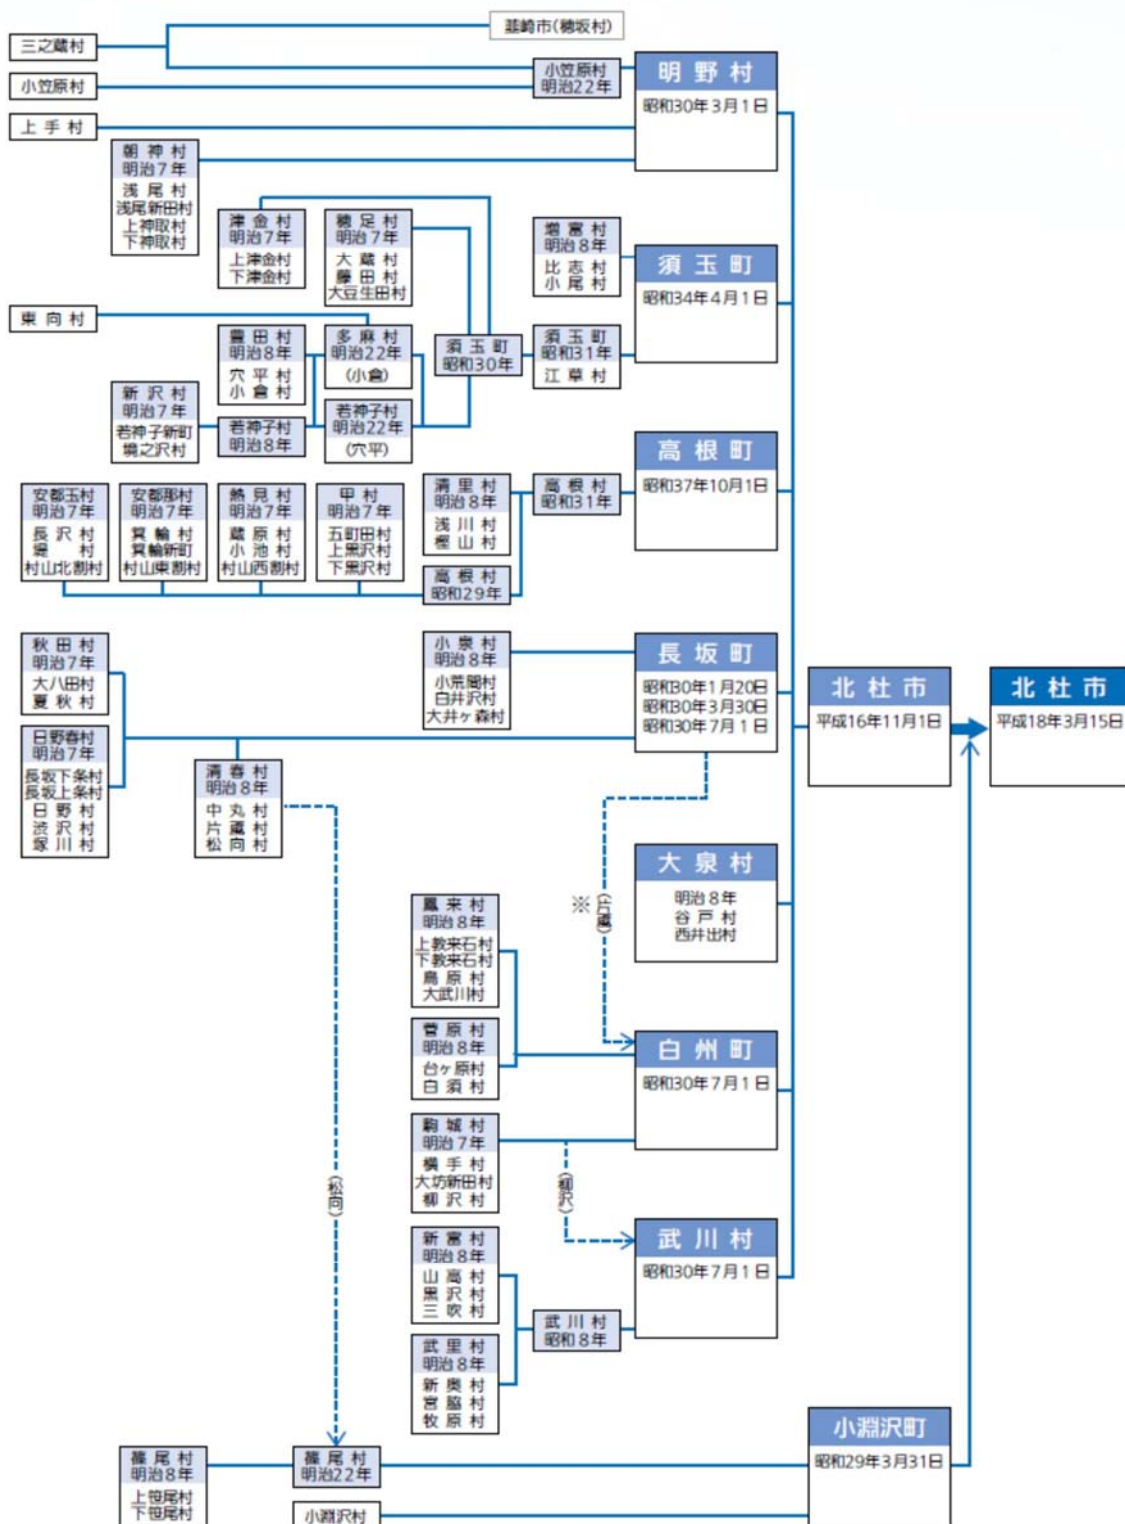 三之蔵村
韮崎市(穂坂村)
小笠原村
小笠原村
明治22年
明野村
昭和30年3月1日
上手村
朝神村
明治7年
浅尾村
浅尾新田村
上神取村
下神取村
津金村
明治7年
上津金村
下津金村
穂足村
明治7年
大蔵村
藤田村
大豆生田村
増富村
明治8年
比志村
小尾村
須玉町
昭和34年4月1日
東向村
豊田村
明治8年
穴平村
小倉村
多麻村
明治22年
(小倉)
須玉町
昭和30年
須玉町
昭和31年
江草村
新沢村
明治7年
若神子新町
境之沢村
若神子村
明治8年
若神子村
明治22年
(穴平)
高根町
昭和37年10月1日
安都玉村
明治7年
長沢村
堤村
村山北割村
安都那村
明治7年
箕輪村
箕輪新町
村山東割村
熱見村
明治7年
蔵原村
小池村
村山西割村
甲村
明治7年
五町田村
上黒沢村
下黒沢村
清里村
明治8年
浅川村
樫山村
高根村
昭和31年
高根村
昭和29年
秋田村
明治7年
大八田村
夏秋村
小泉村
明治8年
小荒間村
白井沢村
大井ヶ森村
長坂町
昭和30年1月20日
昭和30年3月30日
昭和30年7月1日
北杜市
平成16年11月1日
北杜市
平成18年3月15日
日野春村
明治7年
長坂下条村
長坂上条村
日野村
渋沢村
塚川村
清春村
明治8年
中丸村
片颪村
松向村
大泉村
明治8年
谷戸村
西井出村
※
(下颪)
鳳来村
明治8年
上教来石村
下教来石村
鳥原村
大武川村
菅原村
明治8年
台ヶ原村
白須村
白州町
昭和30年7月1日
駒城村
明治7年
横手村
大坊新田村
柳沢村
(柳沢)
(松向)
武川村
昭和30年7月1日
新富村
明治8年
山高村
黒沢村
三吹村
武川村
昭和8年
武里村
明治8年
新奥村
宮脇村
牧原村
小淵沢町
昭和29年3月31日
篠尾村
明治8年
上笹尾村
下笹尾村
篠尾村
明治22年
小淵沢村